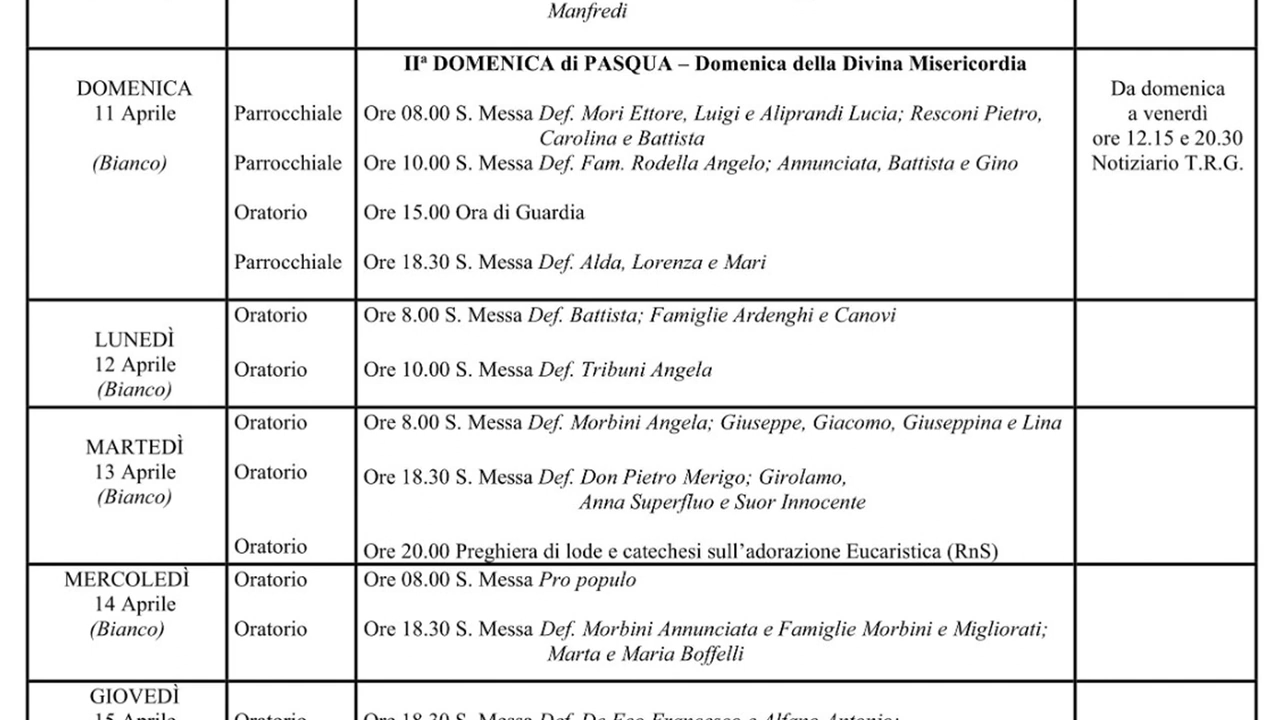 Manfredi
IIª DOMENICA di PASQUA – Domenica della Divina Misericordia
DOMENICA
11 Aprile
(Bianco)
Parrocchiale Ore 08.00 S. Messa Def. Mori Ettore, Luigi e Aliprandi Lucia; Resconi Pietro,
Carolina e Battista
Parrocchiale Ore 10.00 S. Messa Def. Fam. Rodella Angelo; Annunciata, Battista e Gino
Oratorio Ore 15.00 Ora di Guardia
Parrocchiale Ore 18.30 S. Messa Def. Alda, Lorenza e Mari
Da domenica
a venerdì
ore 12.15 e 20.30
Notiziario T.R.G.
LUNEDÌ
12 Aprile
(Bianco)
Oratorio Ore 8.00 S. Messa Def. Battista; Famiglie Ardenghi e Canovi
Oratorio Ore 10.00 S. Messa Def. Tribuni Angela
MARTEDÌ
13 Aprile
(Bianco)
Oratorio Ore 8.00 S. Messa Def. Morbini Angela; Giuseppe, Giacomo, Giuseppina e Lina
Oratorio Ore 18.30 S. Messa Def. Don Pietro Merigo; Girolamo,
Anna Superfluo e Suor Innocente
Oratorio Ore 20.00 Preghiera di lode e catechesi sull'adorazione Eucaristica (RnS)
MERCOLEDÌ
14 Aprile
(Bianco)
Oratorio Ore 08.00 S. Messa Pro populo
Oratorio Ore 18.30 S. Messa Def. Morbini Annunciata e Famiglie Morbini e Migliorati;
Marta e Maria Boffelli
GIOVEDÌ
15 Aprile
Oratorio Ore 18.30 S. Messa Def. De Feo Francesco e Alfano Antonio;